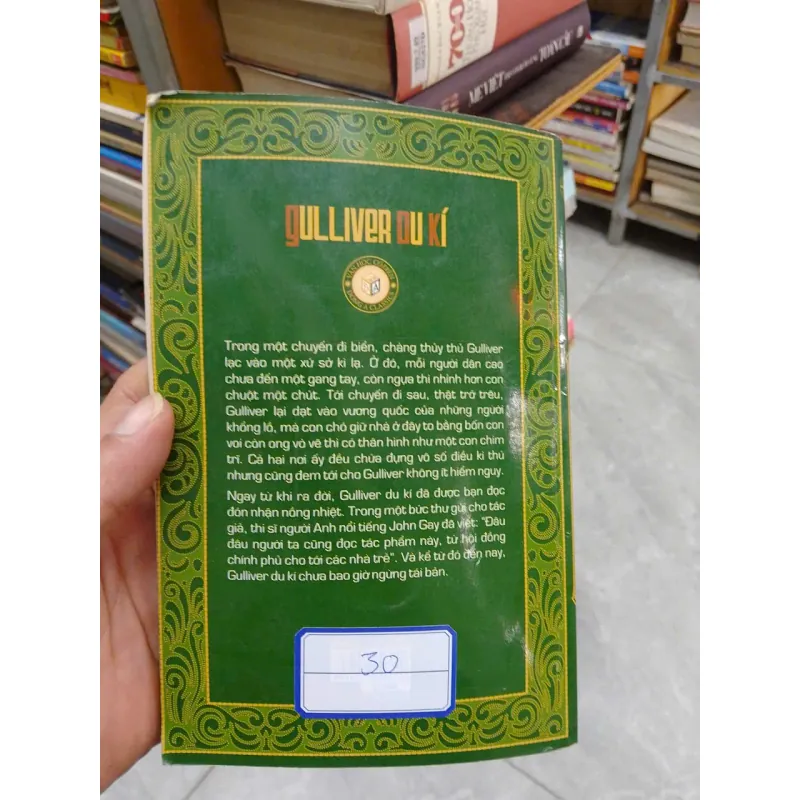 700
MEVIET
TOÀN CẦU
gULLIVER DU KÍ
VĂN HỌC
ĐÔNG A CLASSICS
Trong một chuyến đi biển, chàng thủy thủ Gulliver
lạc vào một xứ sở kì lạ. Ở đó, mỗi người dân cao
chưa đến một gang tay, còn ngựa thì nhỉnh hơn con
chuột một chút. Tới chuyến đi sau, thật trớ trêu,
Gulliver lại dạt vào vương quốc của những người
khổng lồ, mà con chó giữ nhà ở đây to bằng bốn con
voi còn ong vò vẽ thì có thân hình như một con chim
trĩ. Cả hai nơi ấy đều chứa đựng vô số điều kì thú
nhưng cũng đem tới cho Gulliver không ít hiểm nguy.
Ngay từ khi ra đời, Gulliver du kí đã được bạn đọc
đón nhận nồng nhiệt. Trong một bức thư gửi cho tác
giả, thi sĩ người Anh nổi tiếng John Gay đã viết: "Đâu
đâu người ta cũng đọc tác phẩm này, từ hội đồng
chính phủ cho tới các nhà trẻ". Và kể từ đó đến nay,
Gulliver du kí chưa bao giờ ngừng tái bản.
30